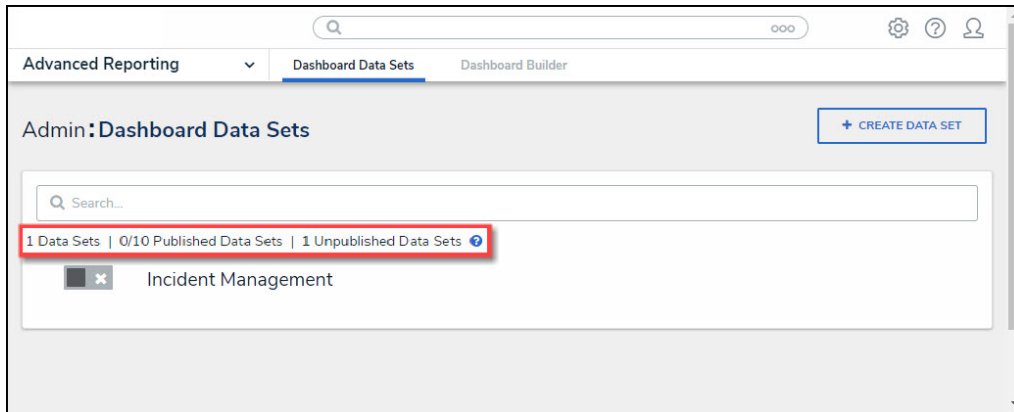 ooo
Advanced Reporting Dashboard Data Sets Dashboard Builder
Admin:Dashboard Data Sets
+ CREATE DATA SET
Search...
1 Data Sets | 0/10 Published Data Sets | 1 Unpublished Data Sets ?
Incident Management